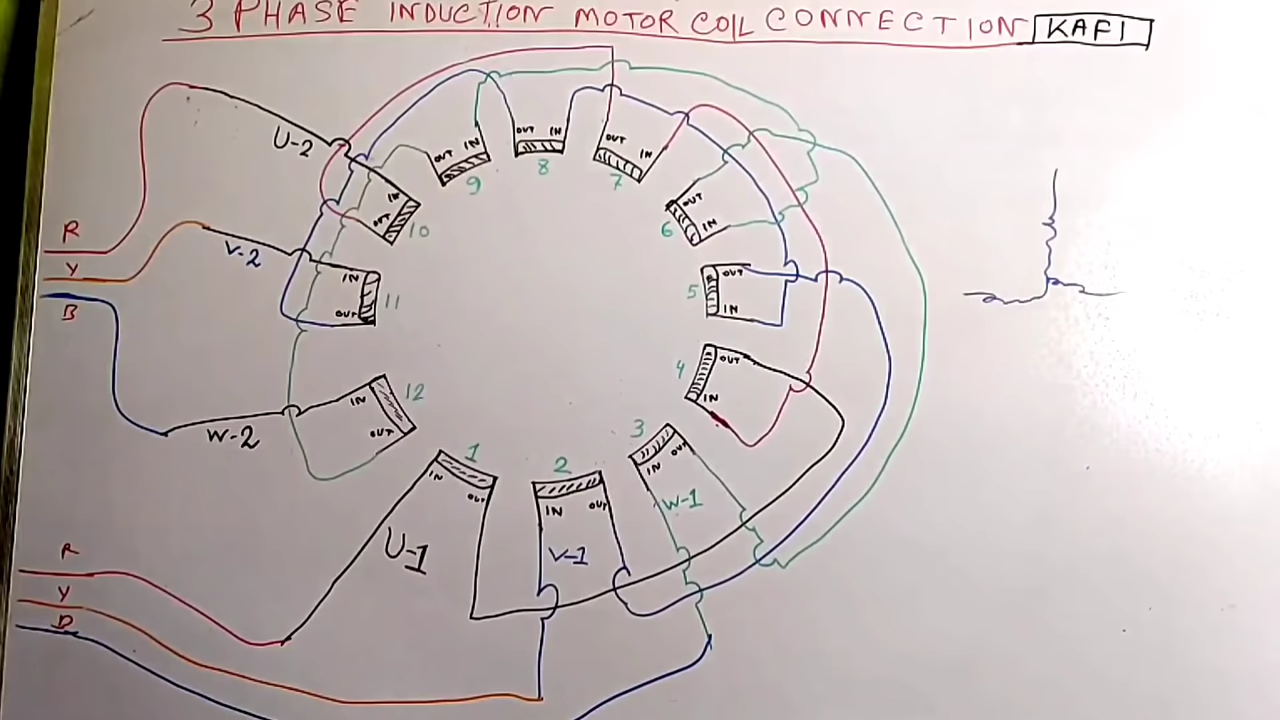 3 PHASE INDUCTION MOTOR COIL CONNECTION KAFI
U-2
OUT IN
9
OUT IN
8
OUT IN
7
OUT
IN
6
IN
OUT
10
R
Y
B
V-2
IN
OUT
11
OUT
IN
5
OUT
IN
4
IN
OUT
12
W-2
IN OUT
1
IN OUT
2
IN OUT
3
U-1
V-1
W-1
R
Y
B